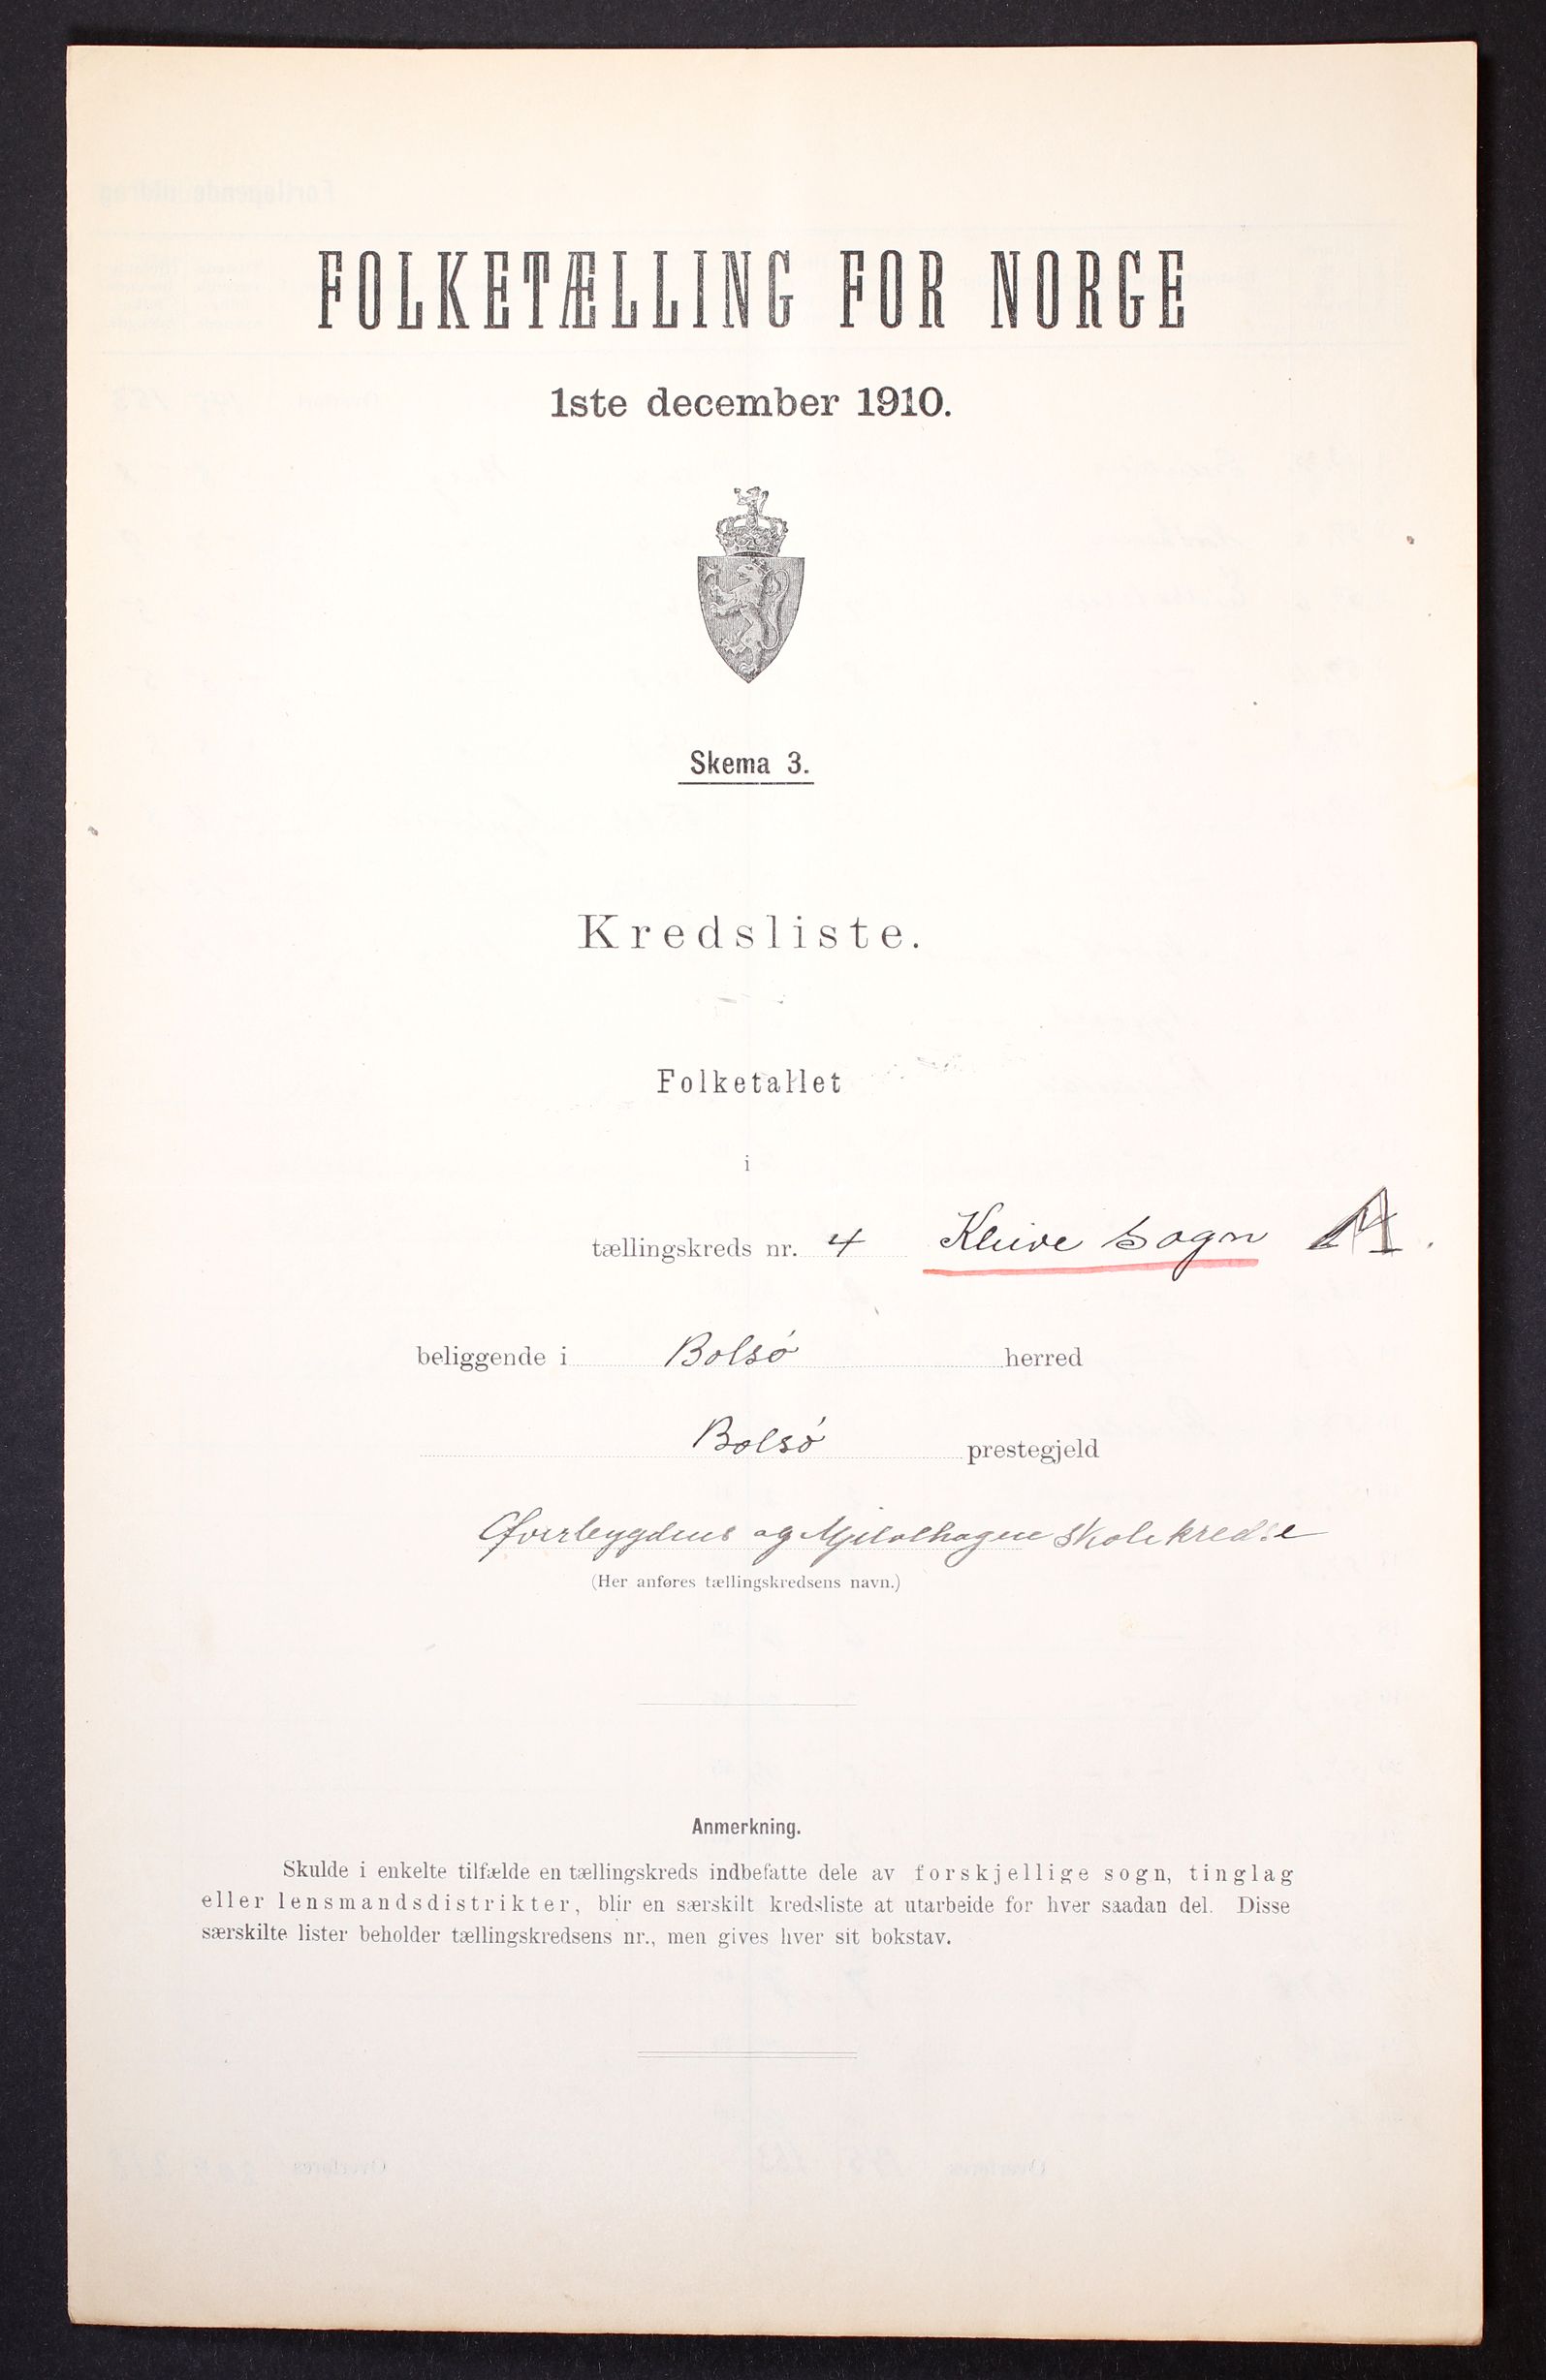 FOLKETÆLLING FOR NORGE
1ste december 1910.
Skema 3.
Kredsliste.
Folketallet
i
tællingskreds nr. 4 Kleive sogn A.
beliggende i Bolsø herred
Bolsø prestegjeld
Øverbygdens og Mjelvehagene skolekredse
(Her anføres tællingskredsens navn.)
Anmerkning.
Skulde i enkelte tilfælde en tællingskreds indbefatte dele av forskjellige sogn, tinglag
eller lensmandsdistrikter, blir en særskilt kredsliste at utarbeide for hver saadan del. Disse
særskilte lister beholder tællingskredsens nr., men gives hver sit bokstav.